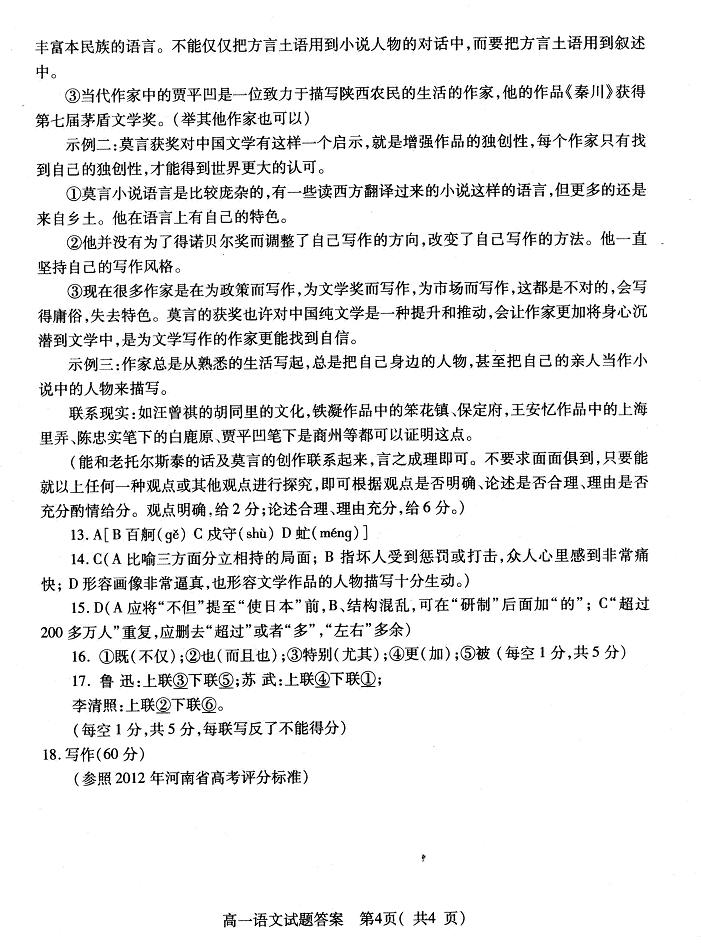 丰富本民族的语言。不能仅仅把方言土语用到小说人物的对话中,而要把方言土语用到叙述
中。
③当代作家中的贾平凹是一位致力于描写陕西农民的生活的作家,他的作品《秦川》获得
第七届茅盾文学奖。(举其他作家也可以)
示例二:莫言获奖对中国文学有这样一个启示,就是增强作品的独创性,每个作家只有找
到自己的独创性,才能得到世界更大的认可。
①莫言小说语言是比较庞杂的,有一些读西方翻译过来的小说这样的语言,但更多的还是
来自乡土。他在语言上有自己的特色。
②他并没有为了得诺贝尔奖而调整了自己写作的方向,改变了自己写作的方法。他一直
坚持自己的写作风格。
③现在很多作家是在为政策而写作,为文学奖而写作,为市场而写作,这都是不对的,会写
得庸俗,失去特色。莫言的获奖也许对中国纯文学是一种提升和推动,会让作家更加将身心沉
潜到文学中,是为文学写作的作家更能找到自信。
示例三:作家总是从熟悉的生活写起,总是把自己身边的人物,甚至把自己的亲人当作小
说中的人物来描写。
联系现实:如汪曾祺的胡同里的文化,铁凝作品中的笨花镇、保定府,王安忆作品中的上海
里弄、陈忠实笔下的白鹿原、贾平凹笔下是商州等都可以证明这点。
(能和老托尔斯泰的话及莫言的创作联系起来,言之成理即可。不要求面面俱到,只要能
就以上任何一种观点或其他观点进行探究,即可根据观点是否明确、论述是否合理、理由是否
充分酌情给分。观点明确,给2分;论述合理、理由充分,给6分。)
13.A[B百舸(gě) C戍守(shù) D虻(méng)]
14.C(A比喻三方面分立相持的局面; B指坏人受到惩罚或打击,众人心里感到非常痛
快; D形容画像非常逼真,也形容文学作品的人物描写十分生动。)
15.D(A应将“不但”提至“使日本”前,B、结构混乱,可在“研制”后面加“的”; C“超过
200多万人”重复,应删去“超过”或者“多”,“左右”多余)
16. ①既(不仅);②也(而且也);③特别(尤其);④更(加);⑤被 (每空1分,共5分)
17. 鲁 迅:上联③下联⑤;苏 武:上联④下联①;
李清照:上联②下联⑥。
(每空1分,共5分,每联写反了不能得分)
18.写作(60分)
(参照2012年河南省高考评分标准)
高一语文试题答案 第4页( 共4 页)